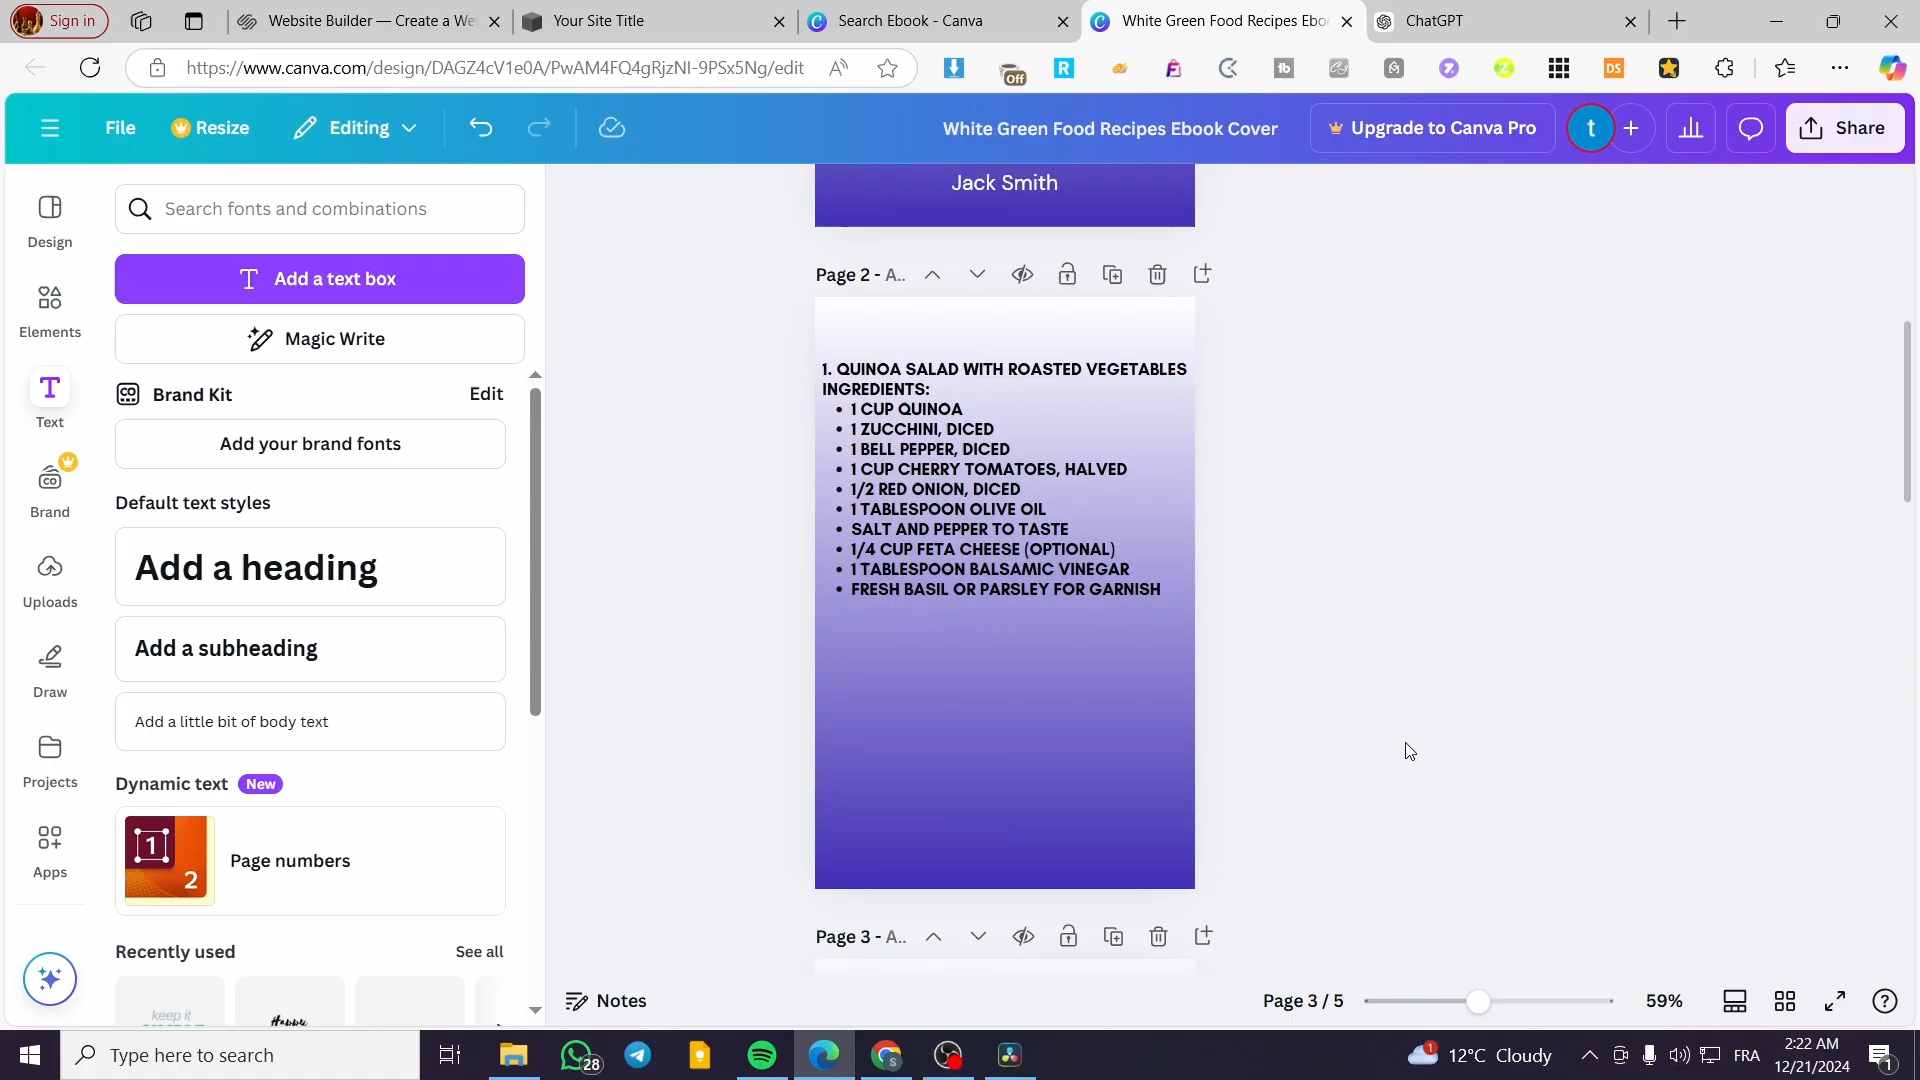 Sign in
Website Builder — Create a We
Your Site Title
Search Ebook - Canva
White Green Food Recipes Ebo
ChatGPT
https://www.canva.com/design/DAGZ4cV1e0A/PwAM4FQ4gRjzNI-9PSx5Ng/edit
Off
File
Resize
Editing
White Green Food Recipes Ebook Cover
Upgrade to Canva Pro
t
Share
Design
Elements
Text
Brand
Uploads
Draw
Projects
Apps
Search fonts and combinations
Add a text box
Magic Write
Brand Kit
Edit
Add your brand fonts
Default text styles
Add a heading
Add a subheading
Add a little bit of body text
Dynamic text New
1
2
Page numbers
Recently used
See all
keep it
Happy
Jack Smith
Page 2 - A..
1. QUINOA SALAD WITH ROASTED VEGETABLES
INGREDIENTS:
• 1 CUP QUINOA
• 1 ZUCCHINI, DICED
• 1 BELL PEPPER, DICED
• 1 CUP CHERRY TOMATOES, HALVED
• 1/2 RED ONION, DICED
• 1 TABLESPOON OLIVE OIL
• SALT AND PEPPER TO TASTE
• 1/4 CUP FETA CHEESE (OPTIONAL)
• 1 TABLESPOON BALSAMIC VINEGAR
• FRESH BASIL OR PARSLEY FOR GARNISH
Page 3 - A..
Notes
Page 3 / 5
59%
Type here to search
28
1
12°C Cloudy
FRA
2:22 AM
12/21/2024
1